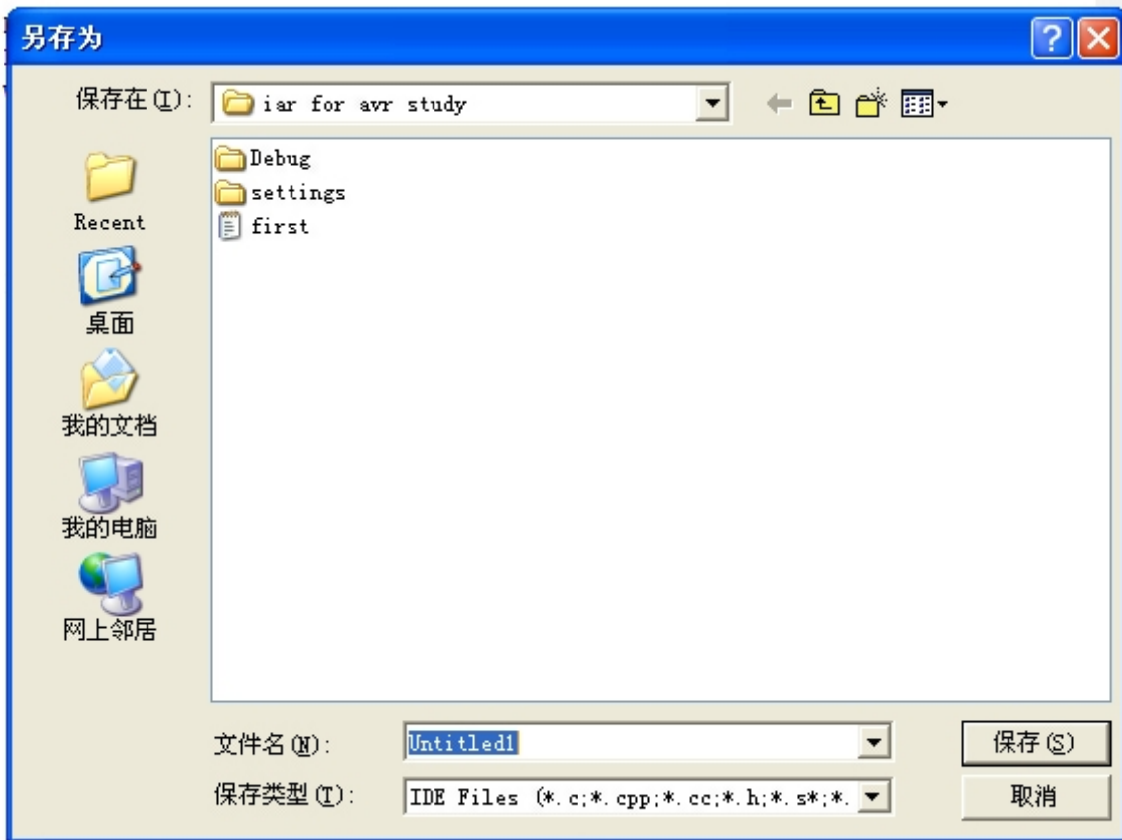 另存为
保存在(I):
iar for avr study
Debug
settings
first
Recent
桌面
我的文档
我的电脑
网上邻居
文件名(N):
Untitled1
保存(S)
保存类型(T):
IDE Files (*.c;*.cpp;*.cc;*.h;*.s*;*.
取消